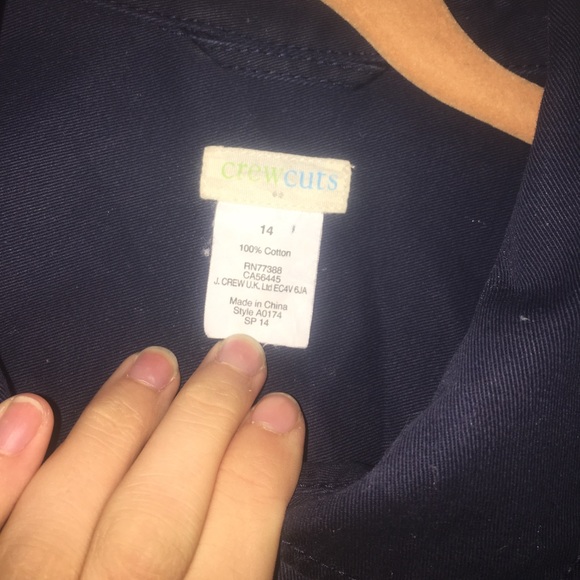 crewcuts
14
100% Cotton
RN77388
CA56445
J. CREW U.K. Ltd EC4V 6JA
Made in China
Style A0174
SP 14